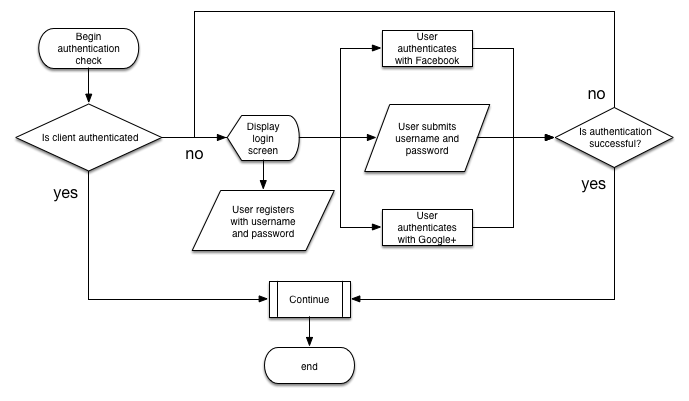 Begin
authentication
check
Is client authenticated
no
yes
Display
login
screen
User registers
with username
and password
User
authenticates
with Facebook
User submits
username and
password
User
authenticates
with Google+
no
Is authentication
successful?
yes
Continue
end